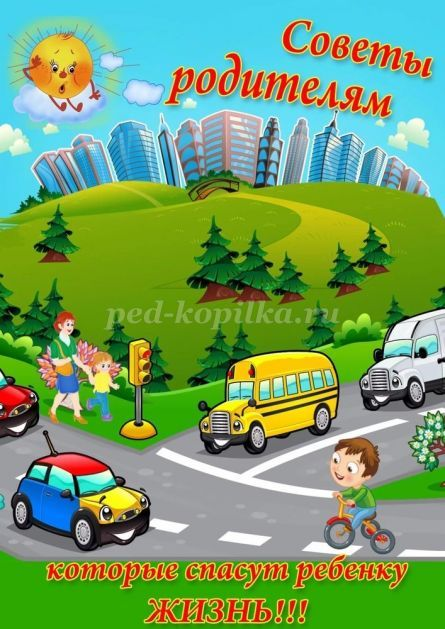 Советы
родителям
ped-kopilka.ru
которые спасут ребенку
ЖИЗНЬ!!!